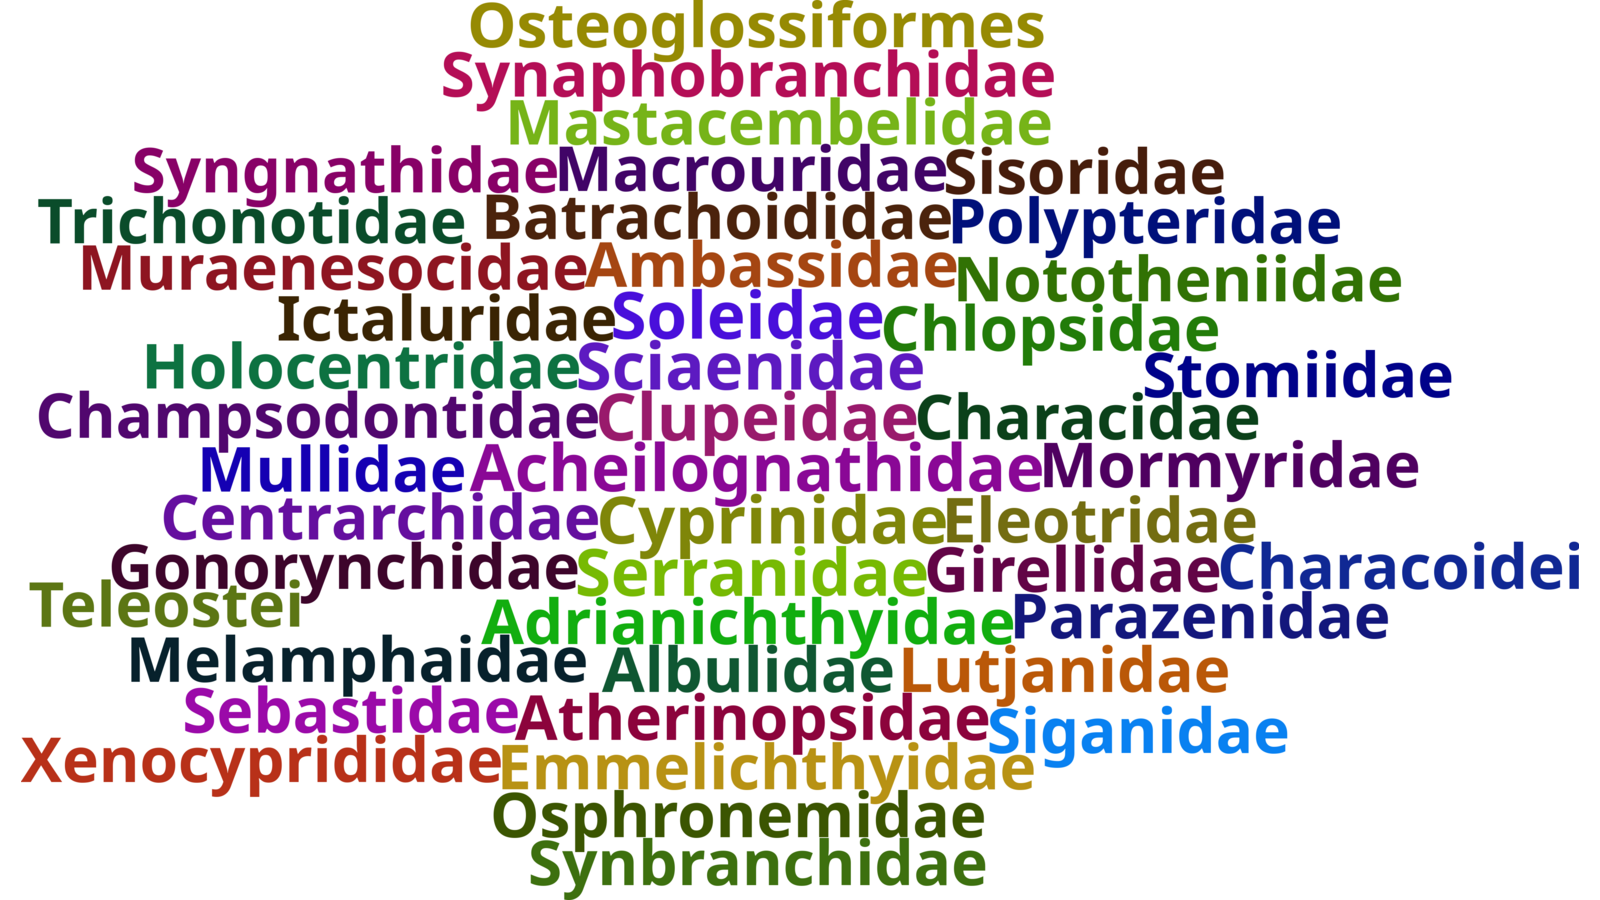 Osteoglossiformes
Synaphobranchidae
Mastacembelidae
Syngnathidae Macrouridae Sisoridae
Trichonotidae Batrachoididae Polypteridae
Muraenesocidae Ambassidae Nototheniidae
Ictaluridae Soleidae Chlopsidae
Holocentridae Sciaenidae Stomiidae
Champsodontidae Clupeidae Characidae
Mullidae Acheilognathidae Mormyridae
Centrarchidae Cyprinidae Eleotridae
Gonorynchidae Serranidae Girellidae Characoidei
Teleostei Adrianichthyidae Parazenidae
Melamphaidae Albulidae Lutjanidae
Sebastidae Atherinopsidae Siganidae
Xenocyprididae Emmelichthyidae
Osphronemidae
Synbranchidae